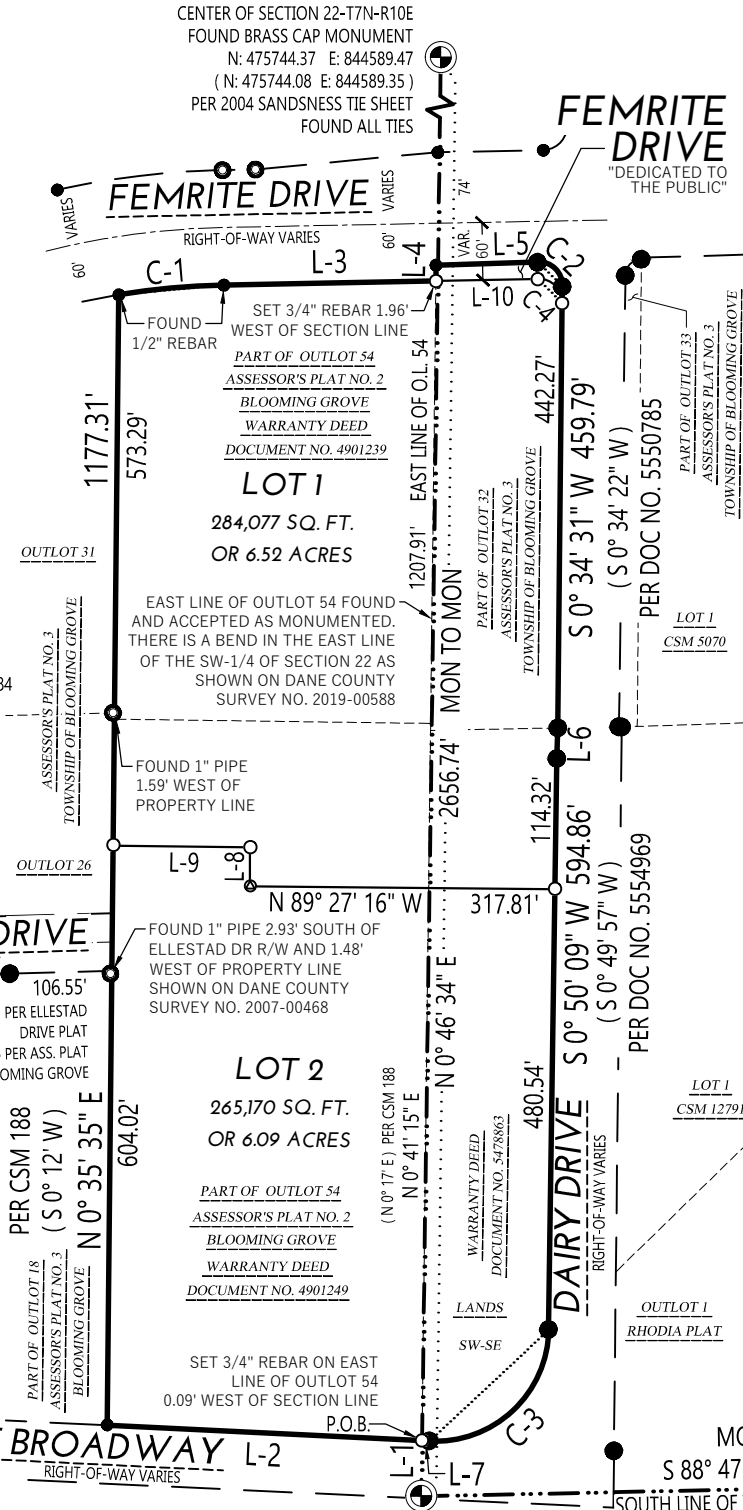 CENTER OF SECTION 22-T7N-R10E
FOUND BRASS CAP MONUMENT
N: 475744.37 E: 844589.47
( N: 475744.08 E: 844589.35 )
PER 2004 SANDSNESS TIE SHEET
FOUND ALL TIES
FEMRITE
DRIVE
"DEDICATED TO
THE PUBLIC"
FEMRITE DRIVE
VARIES
VARIES
74'
RIGHT-OF-WAY VARIES
60'
60'
VAR.
60'
C-1
L-3
L-4
L-5
C-2
L-10
C-4
FOUND
1/2" REBAR
SET 3/4" REBAR 1.96'
WEST OF SECTION LINE
PART OF OUTLOT 54
ASSESSOR'S PLAT NO. 2
BLOOMING GROVE
WARRANTY DEED
DOCUMENT NO. 4901239
LOT 1
284,077 SQ. FT.
OR 6.52 ACRES
1177.31'
573.29'
EAST LINE OF O.L. 54
1207.91'
442.27'
S 0° 34' 31" W 459.79'
( S 0° 34' 22" W )
PER DOC NO. 5550785
PART OF OUTLOT 33
ASSESSOR'S PLAT NO. 3
TOWNSHIP OF BLOOMING GROVE
PART OF OUTLOT 32
ASSESSOR'S PLAT NO. 3
TOWNSHIP OF BLOOMING GROVE
OUTLOT 31
EAST LINE OF OUTLOT 54 FOUND
AND ACCEPTED AS MONUMENTED.
THERE IS A BEND IN THE EAST LINE
OF THE SW-1/4 OF SECTION 22 AS
SHOWN ON DANE COUNTY
SURVEY NO. 2019-00588
LOT 1
CSM 5070
ASSESSOR'S PLAT NO. 3
TOWNSHIP OF BLOOMING GROVE
84
MON TO MON
2656.74'
L-6
FOUND 1" PIPE
1.59' WEST OF
PROPERTY LINE
114.32'
OUTLOT 26
L-9
L-8
N 89° 27' 16" W
317.81'
S 0° 50' 09" W 594.86'
( S 0° 49' 57" W )
PER DOC NO. 5554969
DRIVE
FOUND 1" PIPE 2.93' SOUTH OF
ELLESTAD DR R/W AND 1.48'
WEST OF PROPERTY LINE
SHOWN ON DANE COUNTY
SURVEY NO. 2007-00468
106.55'
PER ELLESTAD
DRIVE PLAT
PER ASS. PLAT
OMING GROVE
LOT 2
265,170 SQ. FT.
OR 6.09 ACRES
N 0° 46' 34" E
480.54'
PER CSM 188
( S 0° 12' W )
N 0° 35' 35" E
604.02'
( N 0° 17' E ) PER CSM 188
N 0° 41' 15" E
WARRANTY DEED
DOCUMENT NO. 5478863
DAIRY DRIVE
RIGHT-OF-WAY VARIES
LOT 1
CSM 12791
PART OF OUTLOT 54
ASSESSOR'S PLAT NO. 2
BLOOMING GROVE
WARRANTY DEED
DOCUMENT NO. 4901249
PART OF OUTLOT 18
ASSESSOR'S PLAT NO. 3
BLOOMING GROVE
LANDS
SW-SE
OUTLOT 1
RHODIA PLAT
SET 3/4" REBAR ON EAST
LINE OF OUTLOT 54
0.09' WEST OF SECTION LINE
P.O.B.
C-3
BROADWAY
RIGHT-OF-WAY VARIES
L-2
L-1
L-7
MO
S 88° 47
SOUTH LINE OF